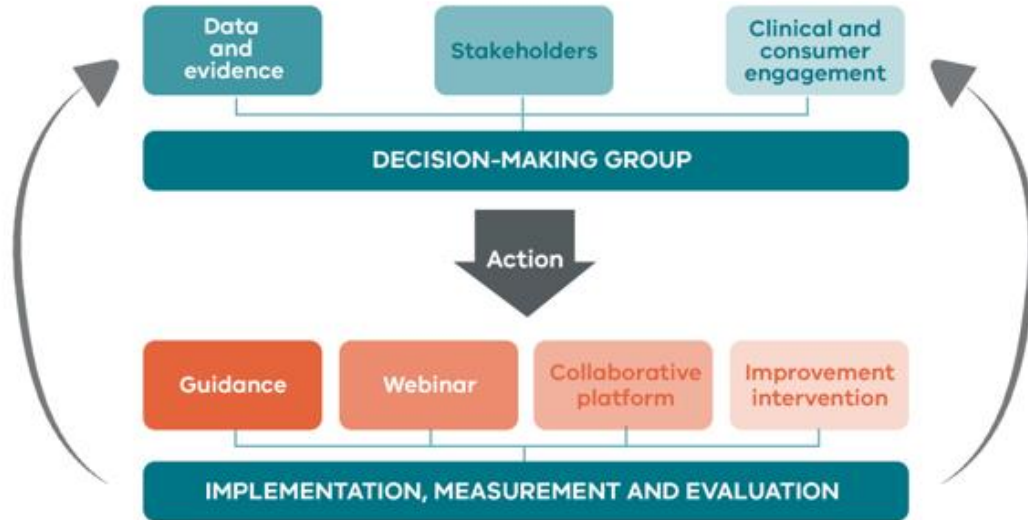 Data
and
evidence
Stakeholders
Clinical and
consumer
engagement
DECISION-MAKING GROUP
Action
Guidance
Webinar
Collaborative
platform
Improvement
intervention
IMPLEMENTATION, MEASUREMENT AND EVALUATION